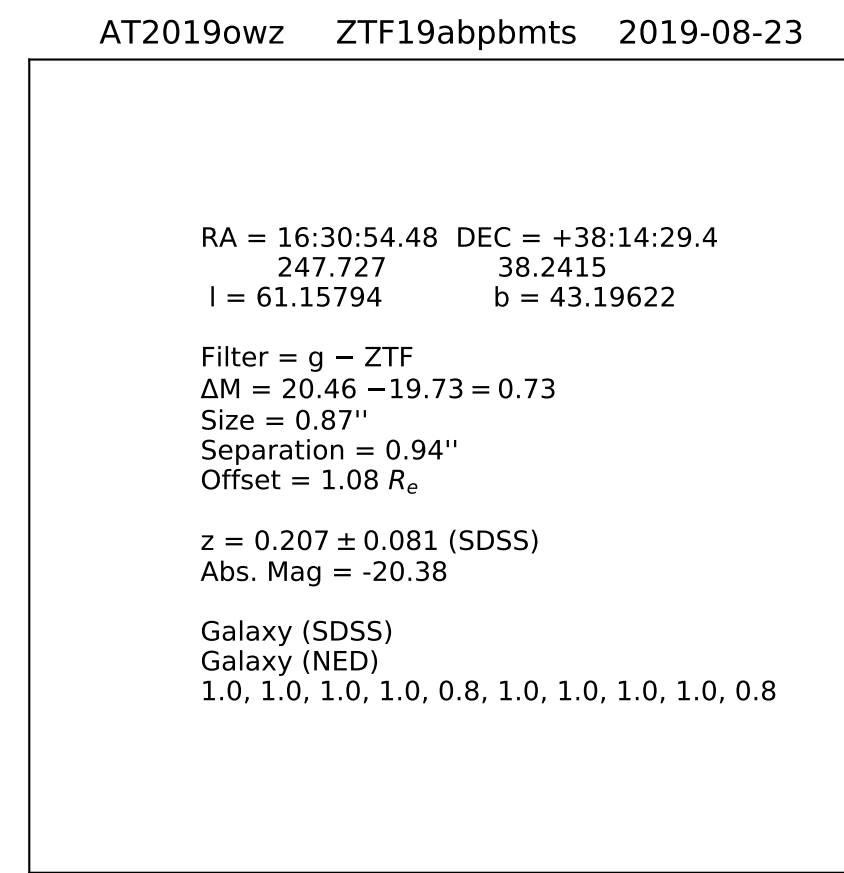 AT2019owz ZTF19abpbmts 2019-08-23
RA = 16:30:54.48 DEC = +38:14:29.4
247.727 38.2415
l = 61.15794 b = 43.19622
Filter = g − ZTF
ΔM = 20.46 −19.73 = 0.73
Size = 0.87''
Separation = 0.94''
Offset = 1.08 Rₑ
z = 0.207 ± 0.081 (SDSS)
Abs. Mag = -20.38
Galaxy (SDSS)
Galaxy (NED)
1.0, 1.0, 1.0, 1.0, 0.8, 1.0, 1.0, 1.0, 1.0, 0.8